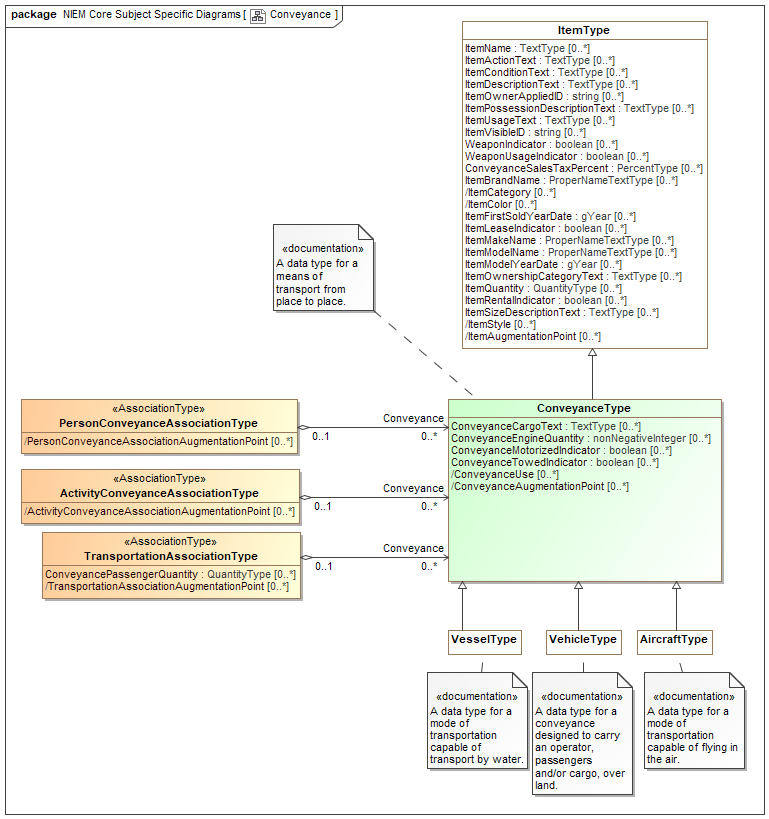 package NIEM Core Subject Specific Diagrams [ Conveyance ]
ItemType
ItemName : TextType [0..*]
ItemActionText : TextType [0..*]
ItemConditionText : TextType [0..*]
ItemDescriptionText : TextType [0..*]
ItemOwnerAppliedID : string [0..*]
ItemPossessionDescriptionText : TextType [0..*]
ItemUsageText : TextType [0..*]
ItemVisibleID : string [0..*]
WeaponIndicator : boolean [0..*]
WeaponUsageIndicator : boolean [0..*]
ConveyanceSalesTaxPercent : PercentType [0..*]
ItemBrandName : ProperNameTextType [0..*]
/ItemCategory [0..*]
/ItemColor [0..*]
ItemFirstSoldYearDate : gYear [0..*]
ItemLeaseIndicator : boolean [0..*]
ItemMakeName : ProperNameTextType [0..*]
ItemModelName : ProperNameTextType [0..*]
ItemModelYearDate : gYear [0..*]
ItemOwnershipCategoryText : TextType [0..*]
ItemQuantity : QuantityType [0..*]
ItemRentalIndicator : boolean [0..*]
ItemSizeDescriptionText : TextType [0..*]
/ItemStyle [0..*]
/ItemAugmentationPoint [0..*]
«documentation»
A data type for a
means of
transport from
place to place.
«AssociationType»
PersonConveyanceAssociationType
/PersonConveyanceAssociationAugmentationPoint [0..*]
Conveyance
0..1
0..*
«AssociationType»
ActivityConveyanceAssociationType
/ActivityConveyanceAssociationAugmentationPoint [0..*]
Conveyance
0..1
0..*
«AssociationType»
TransportationAssociationType
ConveyancePassengerQuantity : QuantityType [0..*]
/TransportationAssociationAugmentationPoint [0..*]
Conveyance
0..1
0..*
ConveyanceType
ConveyanceCargoText : TextType [0..*]
ConveyanceEngineQuantity : nonNegativeInteger [0..*]
ConveyanceMotorizedIndicator : boolean [0..*]
ConveyanceTowedIndicator : boolean [0..*]
/ConveyanceUse [0..*]
/ConveyanceAugmentationPoint [0..*]
VesselType
VehicleType
AircraftType
«documentation»
A data type for a
mode of
transportation
capable of
transport by water.
«documentation»
A data type for a
conveyance
designed to carry
an operator,
passengers
and/or cargo, over
land.
«documentation»
A data type for a
mode of
transportation
capable of flying in
the air.